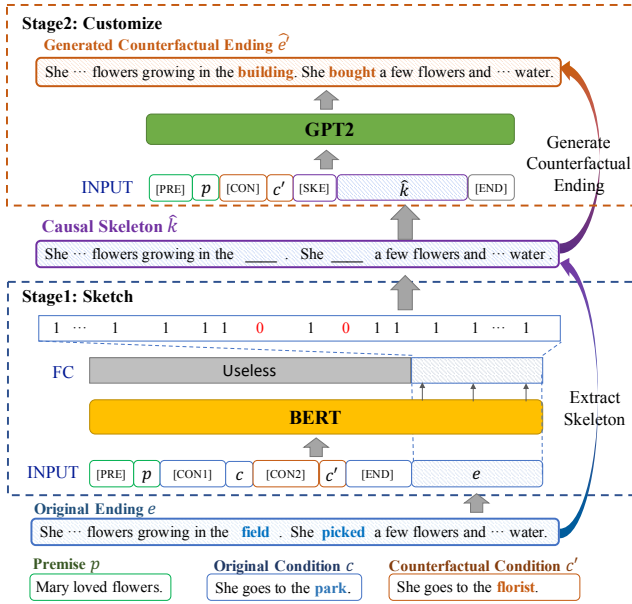 Stage2: Customize
Generated Counterfactual Ending ê′
She ··· flowers growing in the building. She bought a few flowers and ··· water.
GPT2
INPUT [PRE] p [CON] c′ [SKE] k̂ [END]
Generate Counterfactual Ending
Causal Skeleton k̂
She ··· flowers growing in the ____ . She ____ a few flowers and ··· water.
Stage1: Sketch
1 ··· 1 1 1 0 1 0 1 1 1 1 ··· 1
FC Useless
BERT
Extract Skeleton
INPUT [PRE] p [CON1] c [CON2] c′ [END] e
Original Ending e
She ··· flowers growing in the field . She picked a few flowers and ··· water.
Premise p Original Condition c Counterfactual Condition c′
Mary loved flowers. She goes to the park. She goes to the florist.